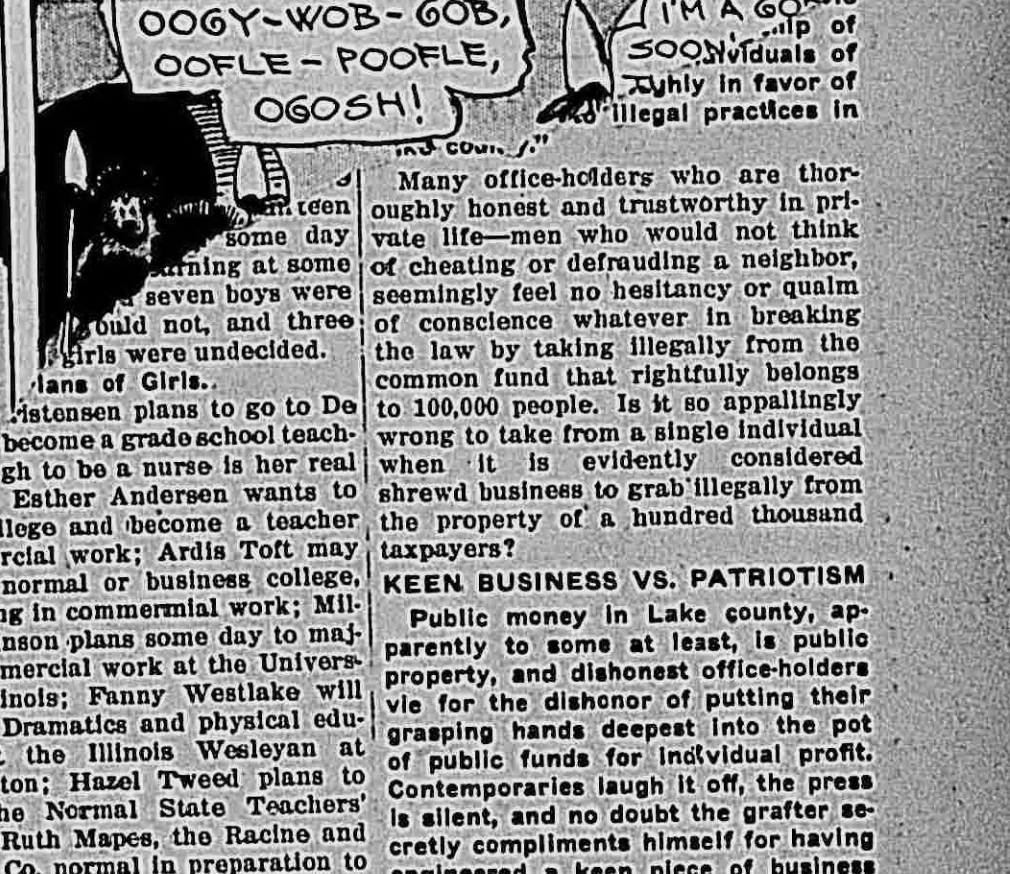 OOGY-WOB-GOB,
OOFLE-POOFLE,
OGOSH!
I'M A
some day
at some
seven boys were
not, and three
girls were undecided.
of Girls.
plans to go to De
become a grade school teach-
to be a nurse is her real
Esther Andersen wants to
and become a teacher
work; Ardis Toft may
normal or business college,
in commermial work; Mil-
plans some day to maj-
work at the Univers-
Fanny Westlake will
Dramatics and physical edu-
the Illinois Wesleyan at
Hazel Tweed plans to
Normal State Teachers'
Ruth Mapes, the Racine and
Co. normal in preparation to
of
of
in favor of
illegal practices in
Many office-holders who are thor-
oughly honest and trustworthy in pri-
vate life—men who would not think
of cheating or defrauding a neighbor,
seemingly feel no hesitancy or qualm
of conscience whatever in breaking
the law by taking illegally from the
common fund that rightfully belongs
to 100,000 people. Is it so appallingly
wrong to take from a single individual
when it is evidently considered
shrewd business to grab illegally from
the property of a hundred thousand
taxpayers?
KEEN BUSINESS VS. PATRIOTISM
Public money in Lake county, ap-
parently to some at least, is public
property, and dishonest office-holders
vie for the dishonor of putting their
grasping hands deepest into the pot
of public funds for individual profit.
Contemporaries laugh it off, the press
is silent, and no doubt the grafter se-
cretly compliments himself for having
engineered a keen piece of business